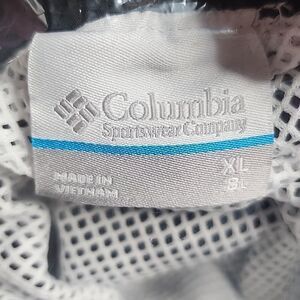 Columbia
Sportswear Company
XL
MADE IN
VIETNAM